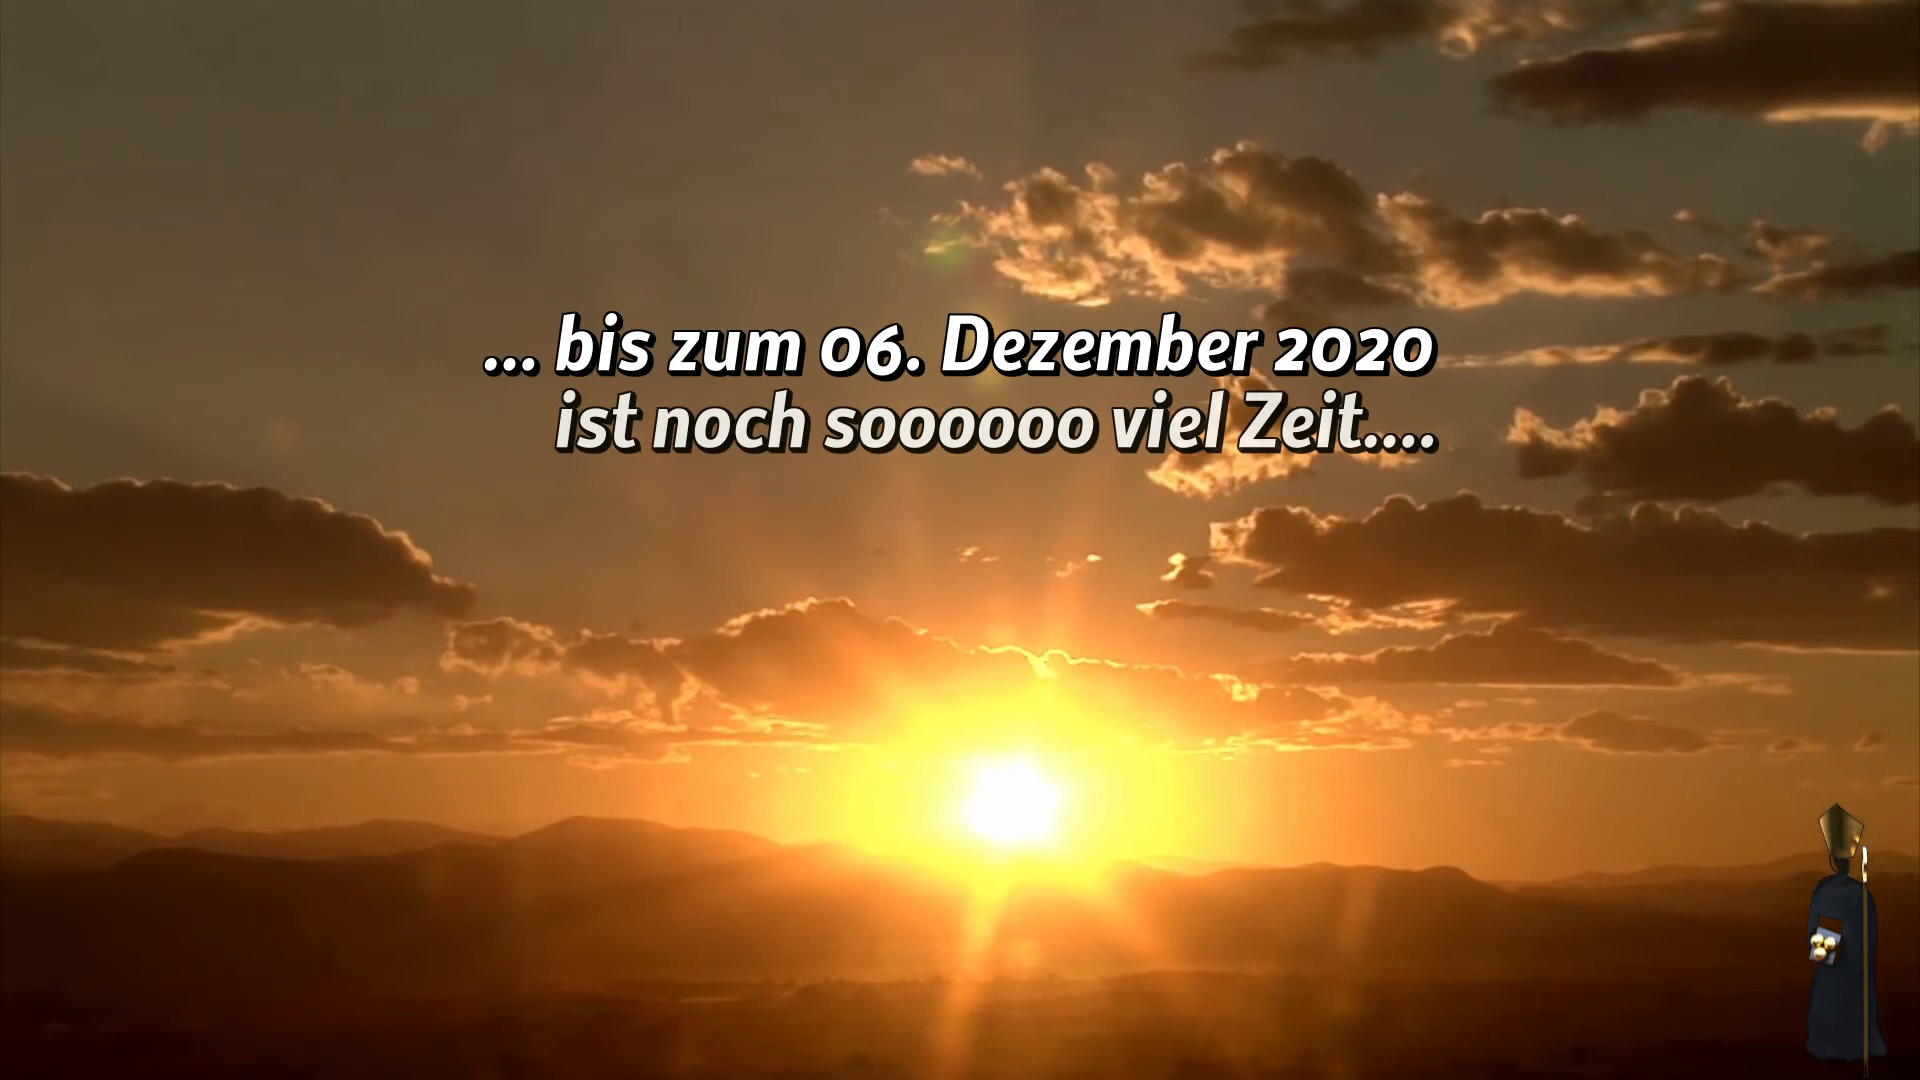 ... bis zum 06. Dezember 2020
ist noch soooooo viel Zeit....